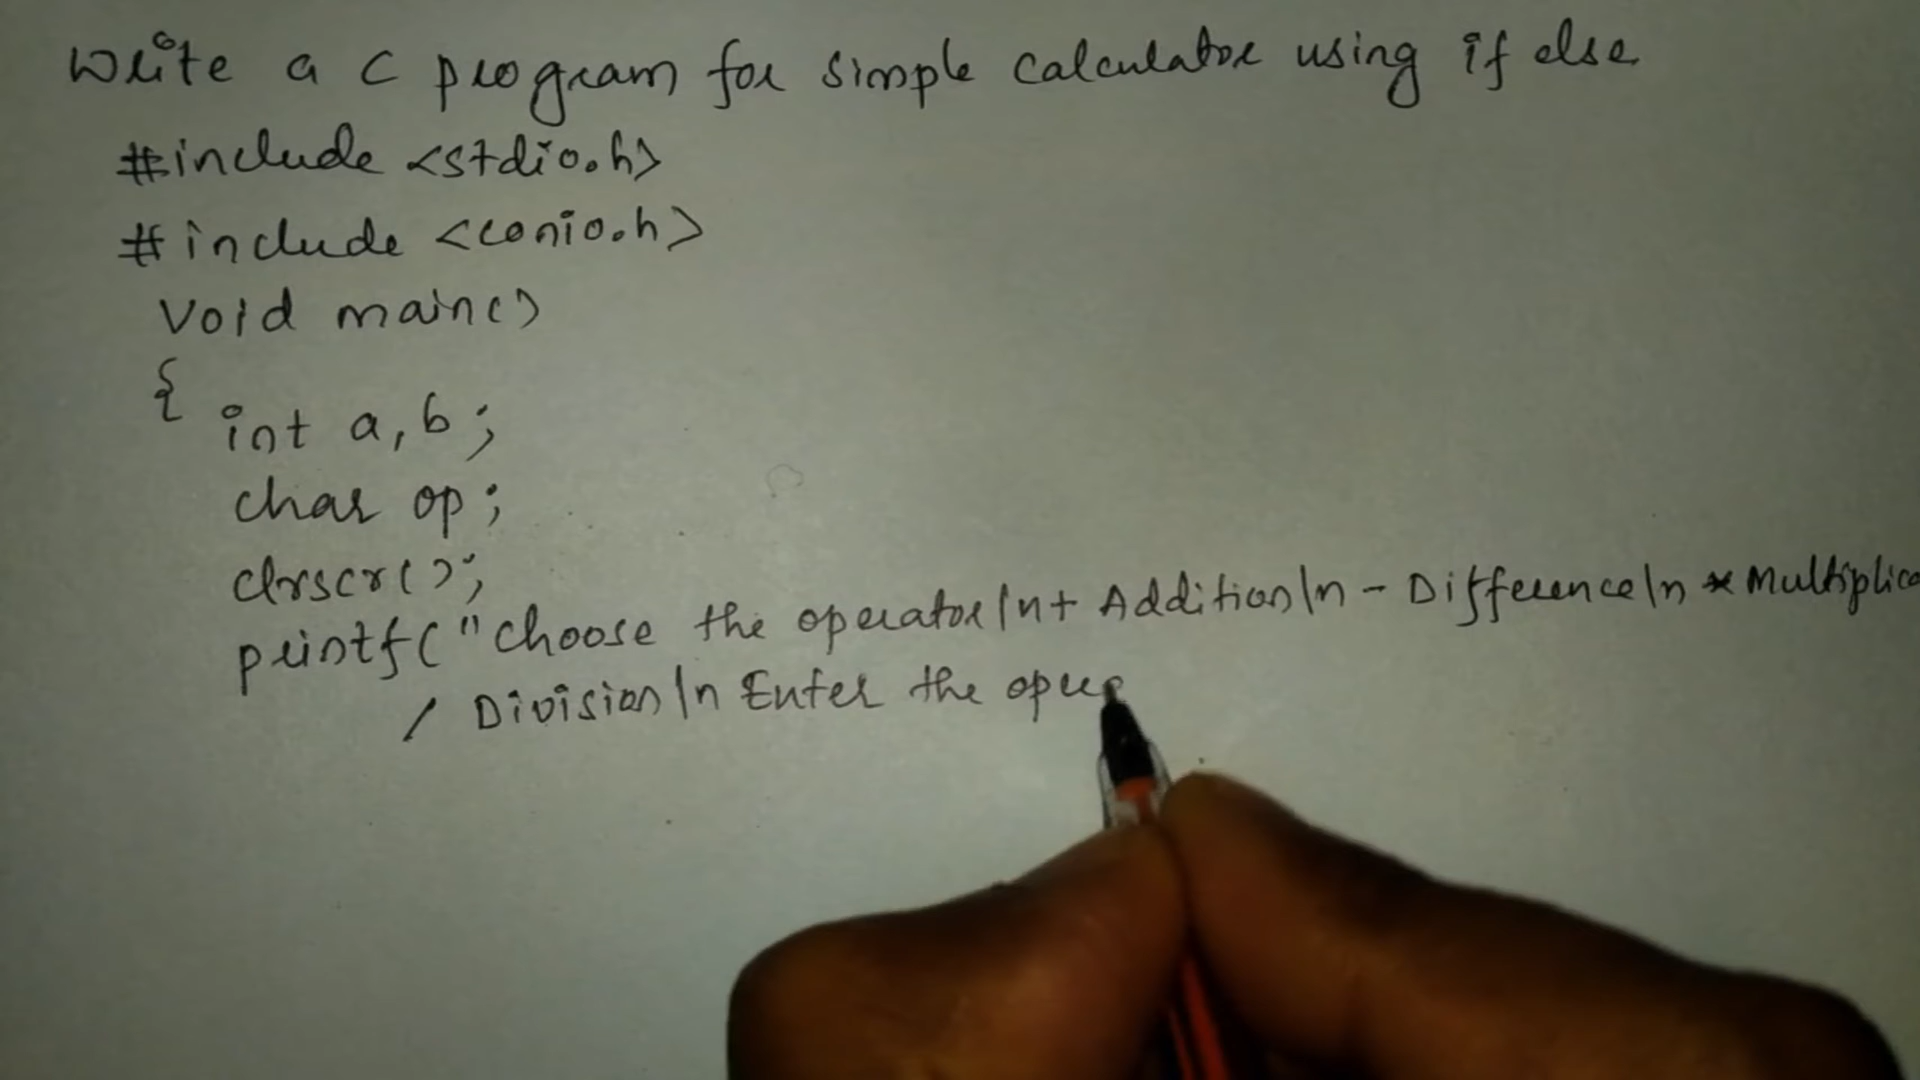 Write a C program for simple calculator using if else
#include <stdio.h>
#include <conio.h>
void main()
{
int a, b;
char op;
clrscr();
printf("Choose the operator\n+ Addition\n - Difference\n * Multiplica
/ Division\n Enter the oper